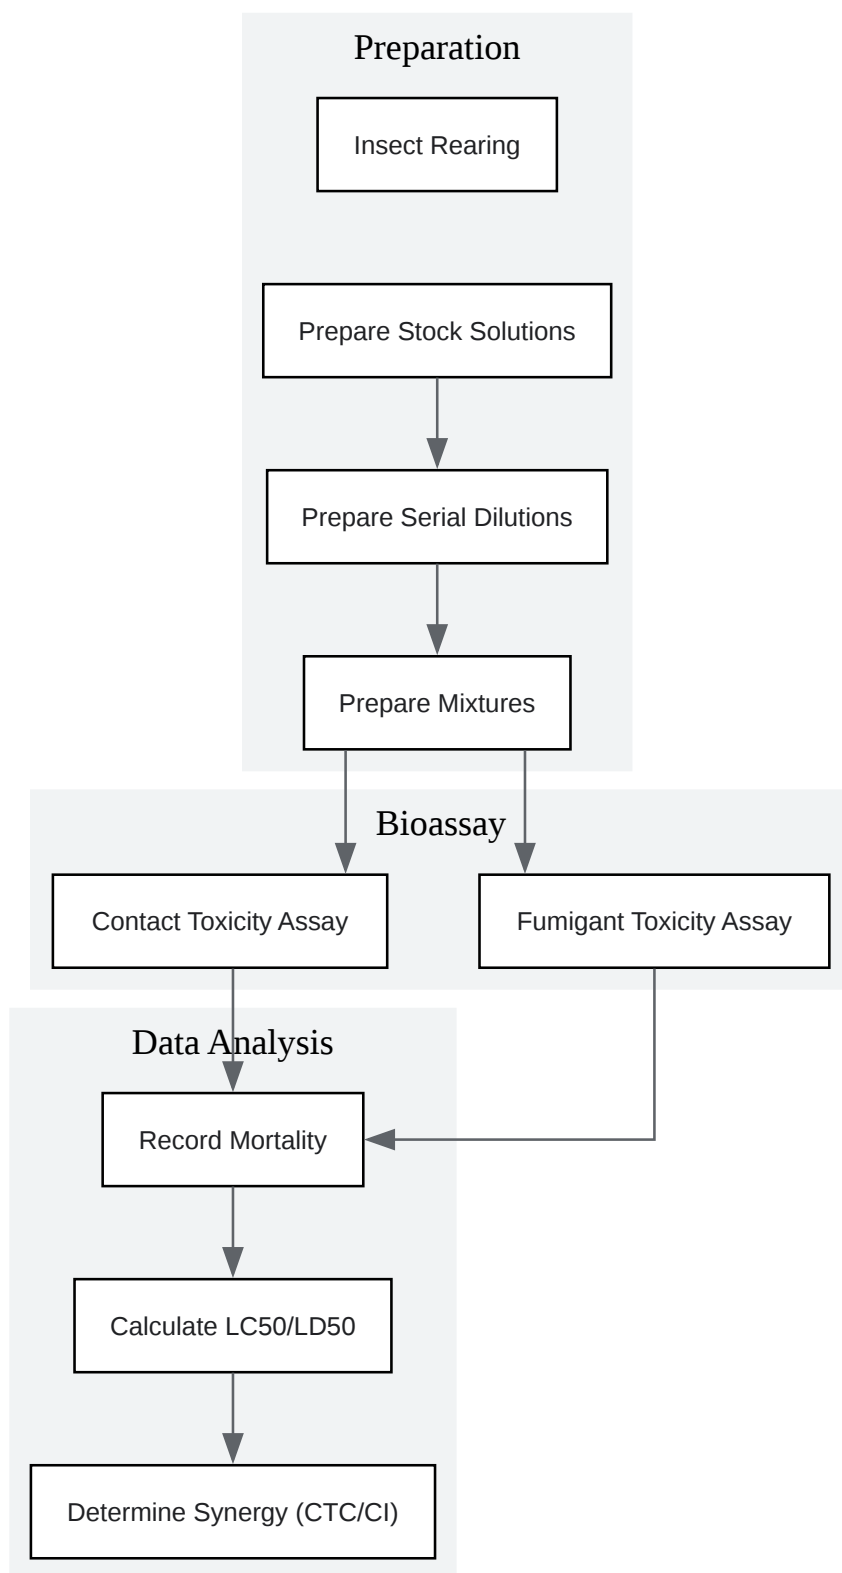 Preparation
Insect Rearing
Prepare Stock Solutions
Prepare Serial Dilutions
Prepare Mixtures
Bioassay
Contact Toxicity Assay
Fumigant Toxicity Assay
Data Analysis
Record Mortality
Calculate LC50/LD50
Determine Synergy (CTC/CI)